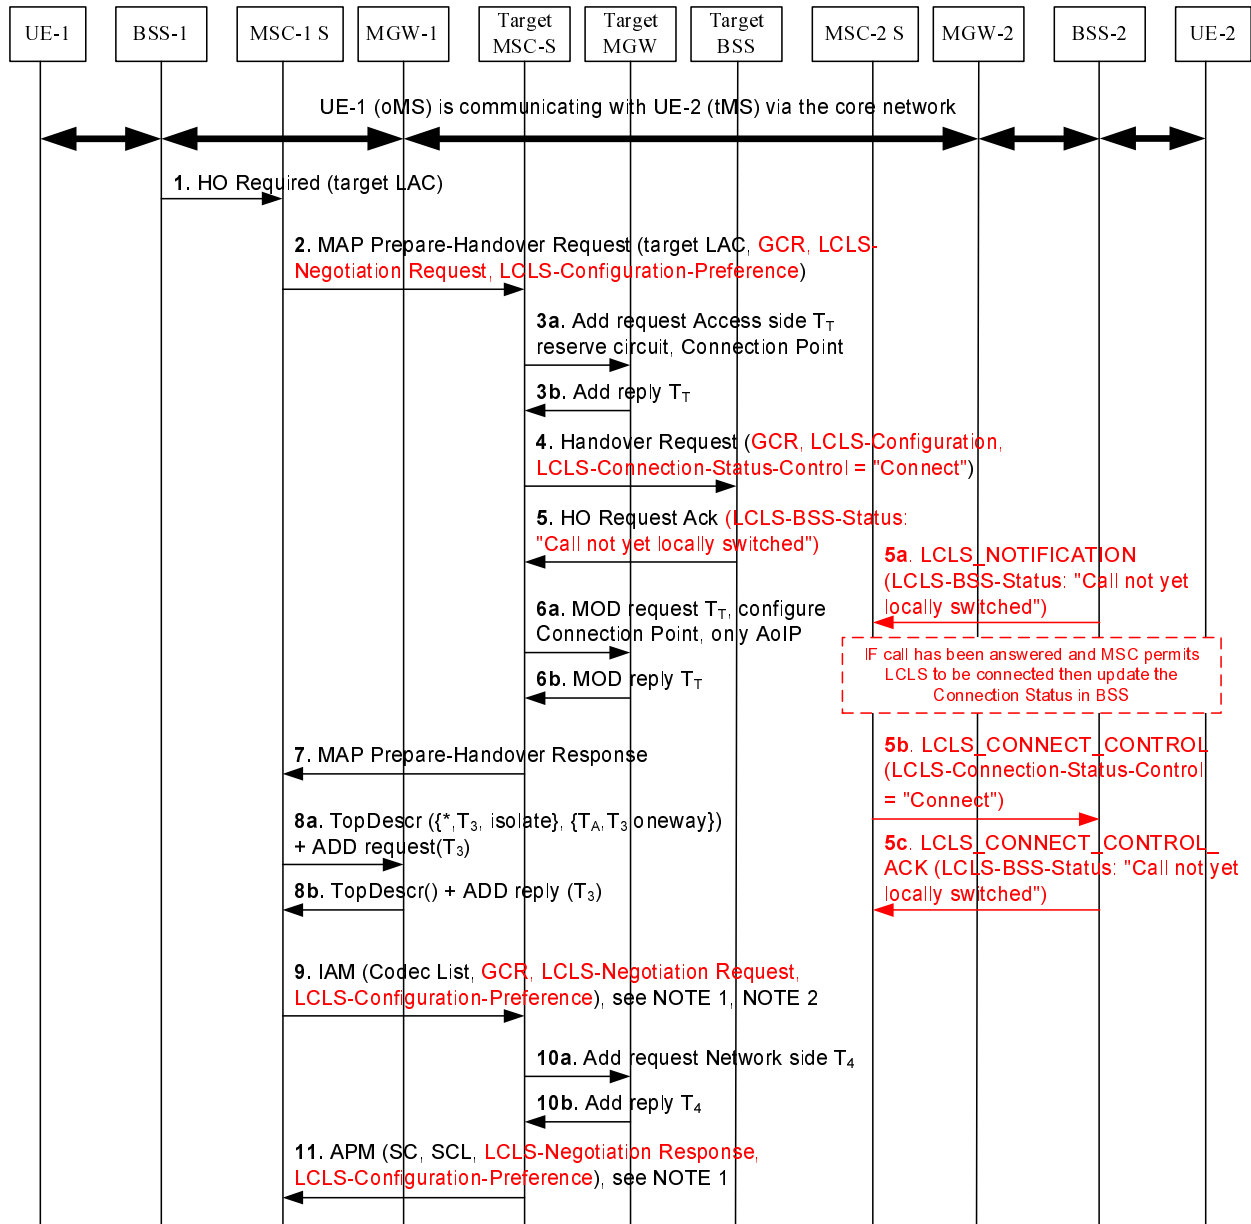 UE-1
BSS-1
MSC-1 S
MGW-1
Target
MSC-S
Target
MGW
Target
BSS
MSC-2 S
MGW-2
BSS-2
UE-2
UE-1 (oMS) is communicating with UE-2 (tMS) via the core network
1. HO Required (target LAC)
2. MAP Prepare-Handover Request (target LAC, GCR, LCLS-
Negotiation Request, LCLS-Configuration-Preference)
3a. Add request Access side TT
reserve circuit, Connection Point
3b. Add reply TT
4. Handover Request (GCR, LCLS-Configuration,
LCLS-Connection-Status-Control = "Connect")
5. HO Request Ack (LCLS-BSS-Status:
"Call not yet locally switched")
5a. LCLS_NOTIFICATION
(LCLS-BSS-Status: "Call not yet
locally switched")
6a. MOD request TT, configure
Connection Point, only AoIP
6b. MOD reply TT
IF call has been answered and MSC permits
LCLS to be connected then update the
Connection Status in BSS
7. MAP Prepare-Handover Response
5b. LCLS_CONNECT_CONTROL
(LCLS-Connection-Status-Control
= "Connect")
8a. TopDescr ({*,T3, isolate}, {TA,T3 oneway})
+ ADD request(T3)
8b. TopDescr() + ADD reply (T3)
5c. LCLS_CONNECT_CONTROL_
ACK (LCLS-BSS-Status: "Call not yet
locally switched")
9. IAM (Codec List, GCR, LCLS-Negotiation Request,
LCLS-Configuration-Preference), see NOTE 1, NOTE 2
10a. Add request Network side T4
10b. Add reply T4
11. APM (SC, SCL, LCLS-Negotiation Response,
LCLS-Configuration-Preference), see NOTE 1